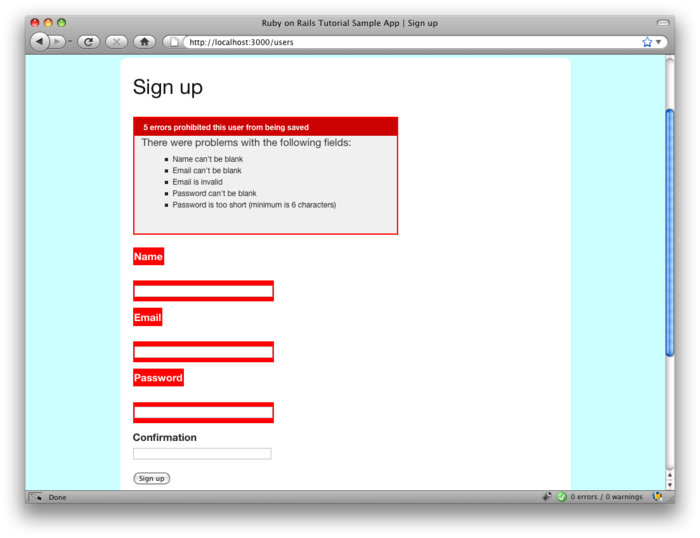 Ruby on Rails Tutorial Sample App | Sign up
http://localhost:3000/users
Sign up
5 errors prohibited this user from being saved
There were problems with the following fields:
Name can't be blank
Email can't be blank
Email is invalid
Password can't be blank
Password is too short (minimum is 6 characters)
Name
Email
Password
Confirmation
Sign up
Done
0 errors / 0 warnings